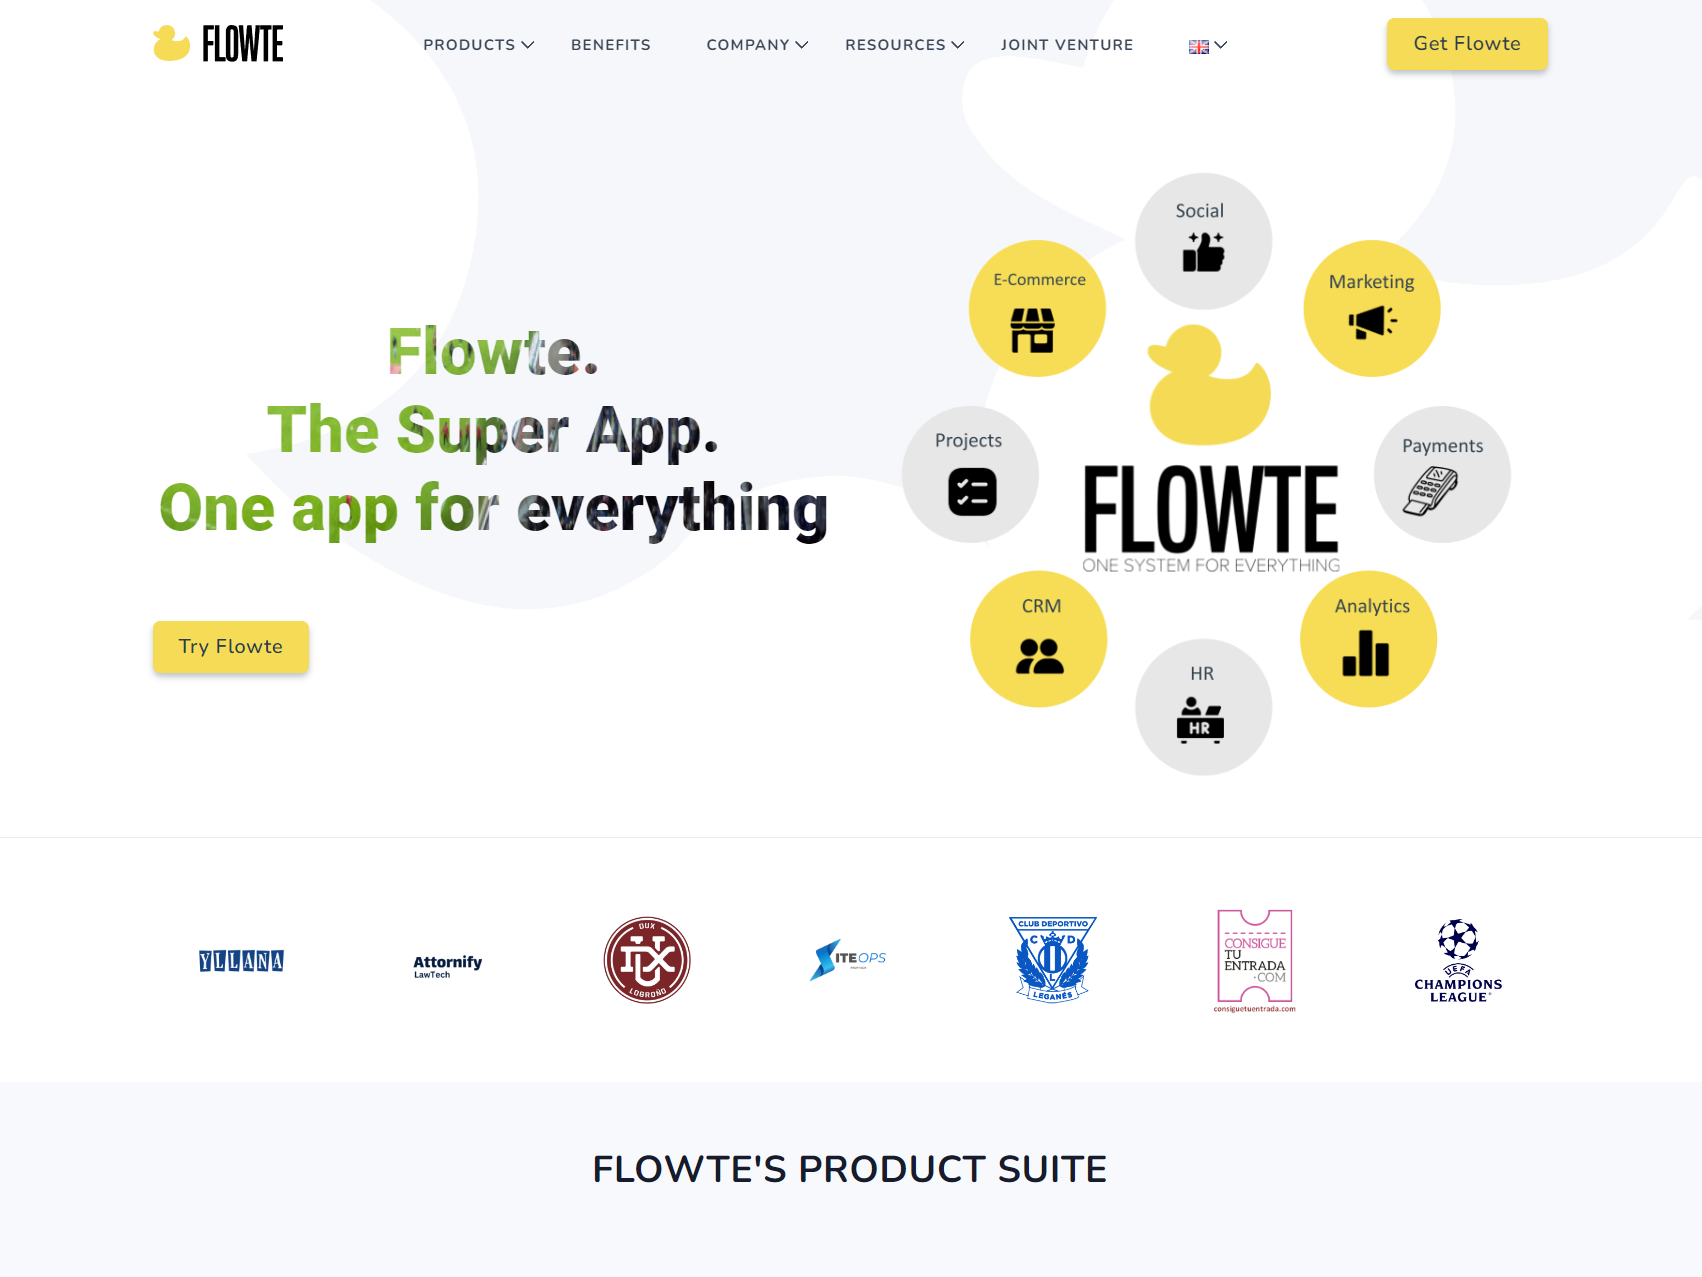 FLOWTE
PRODUCTS
BENEFITS
COMPANY
RESOURCES
JOINT VENTURE
Get Flowte
Flowte.
The Super App.
One app for everything
Try Flowte
Social
E-Commerce
Marketing
Projects
Payments
FLOWTE
ONE SYSTEM FOR EVERYTHING
CRM
Analytics
HR
HR
YLLANA
Attornify
LawTech
DUX
DUX
LOGROÑO
ITEOPS
CLUB DEPORTIVO
C V D
L
LEGANÉS
CONSIGUE
TU
ENTRADA
.COM
consiguetuentrada.com
UEFA
CHAMPIONS
LEAGUE
FLOWTE'S PRODUCT SUITE